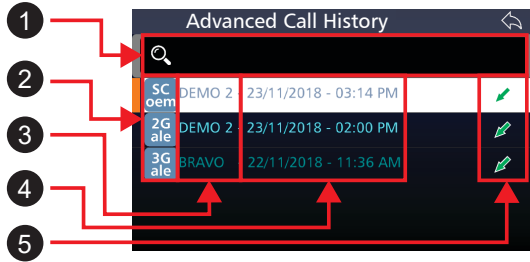 1
Advanced Call History
2
SC
oem
DEMO 2 - 23/11/2018 - 03:14 PM
2G
ale
DEMO 2 - 23/11/2018 - 02:00 PM
3
3G
ale
BRAVO 22/11/2018 - 11:36 AM
4
5